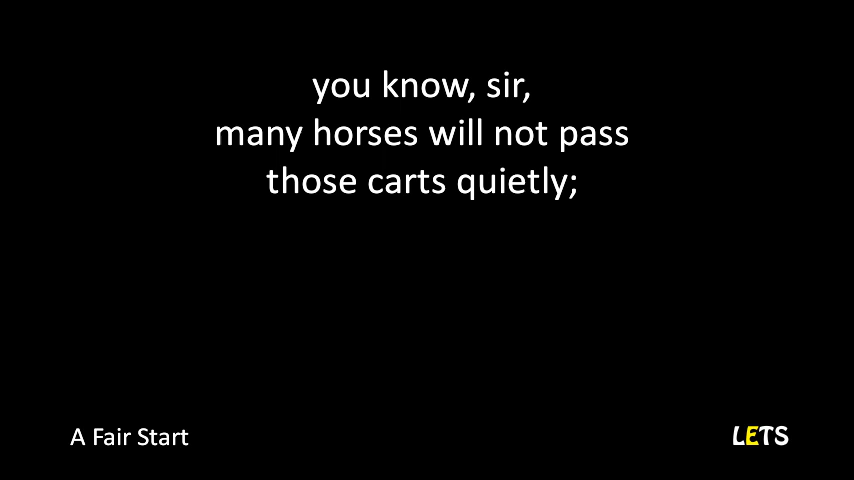 you know, sir,
many horses will not pass
those carts quietly;
A Fair Start
LETS